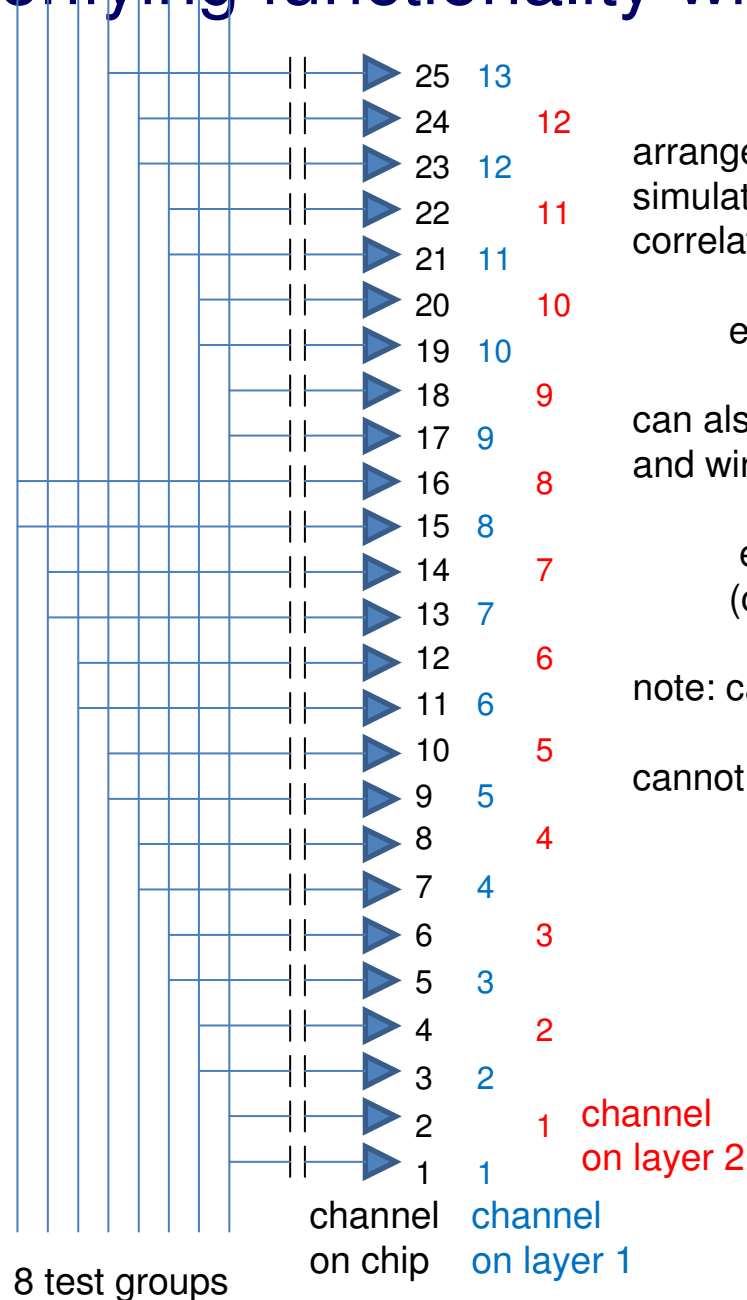 functionality
25 13
24 12
arrange
23 12
simulat
22 11
correlat
21 11
20 10
e
19 10
18 9
can als
17 9
and wi
16 8
15 8
e
14 7
(
13 7
12 6
note: c
11 6
10 5
cannot
9 5
8 4
7 4
6 3
5 3
4 2
3 2
2 1
1 1
channel
on layer 2
channel
on chip
channel
on layer 1
8 test groups